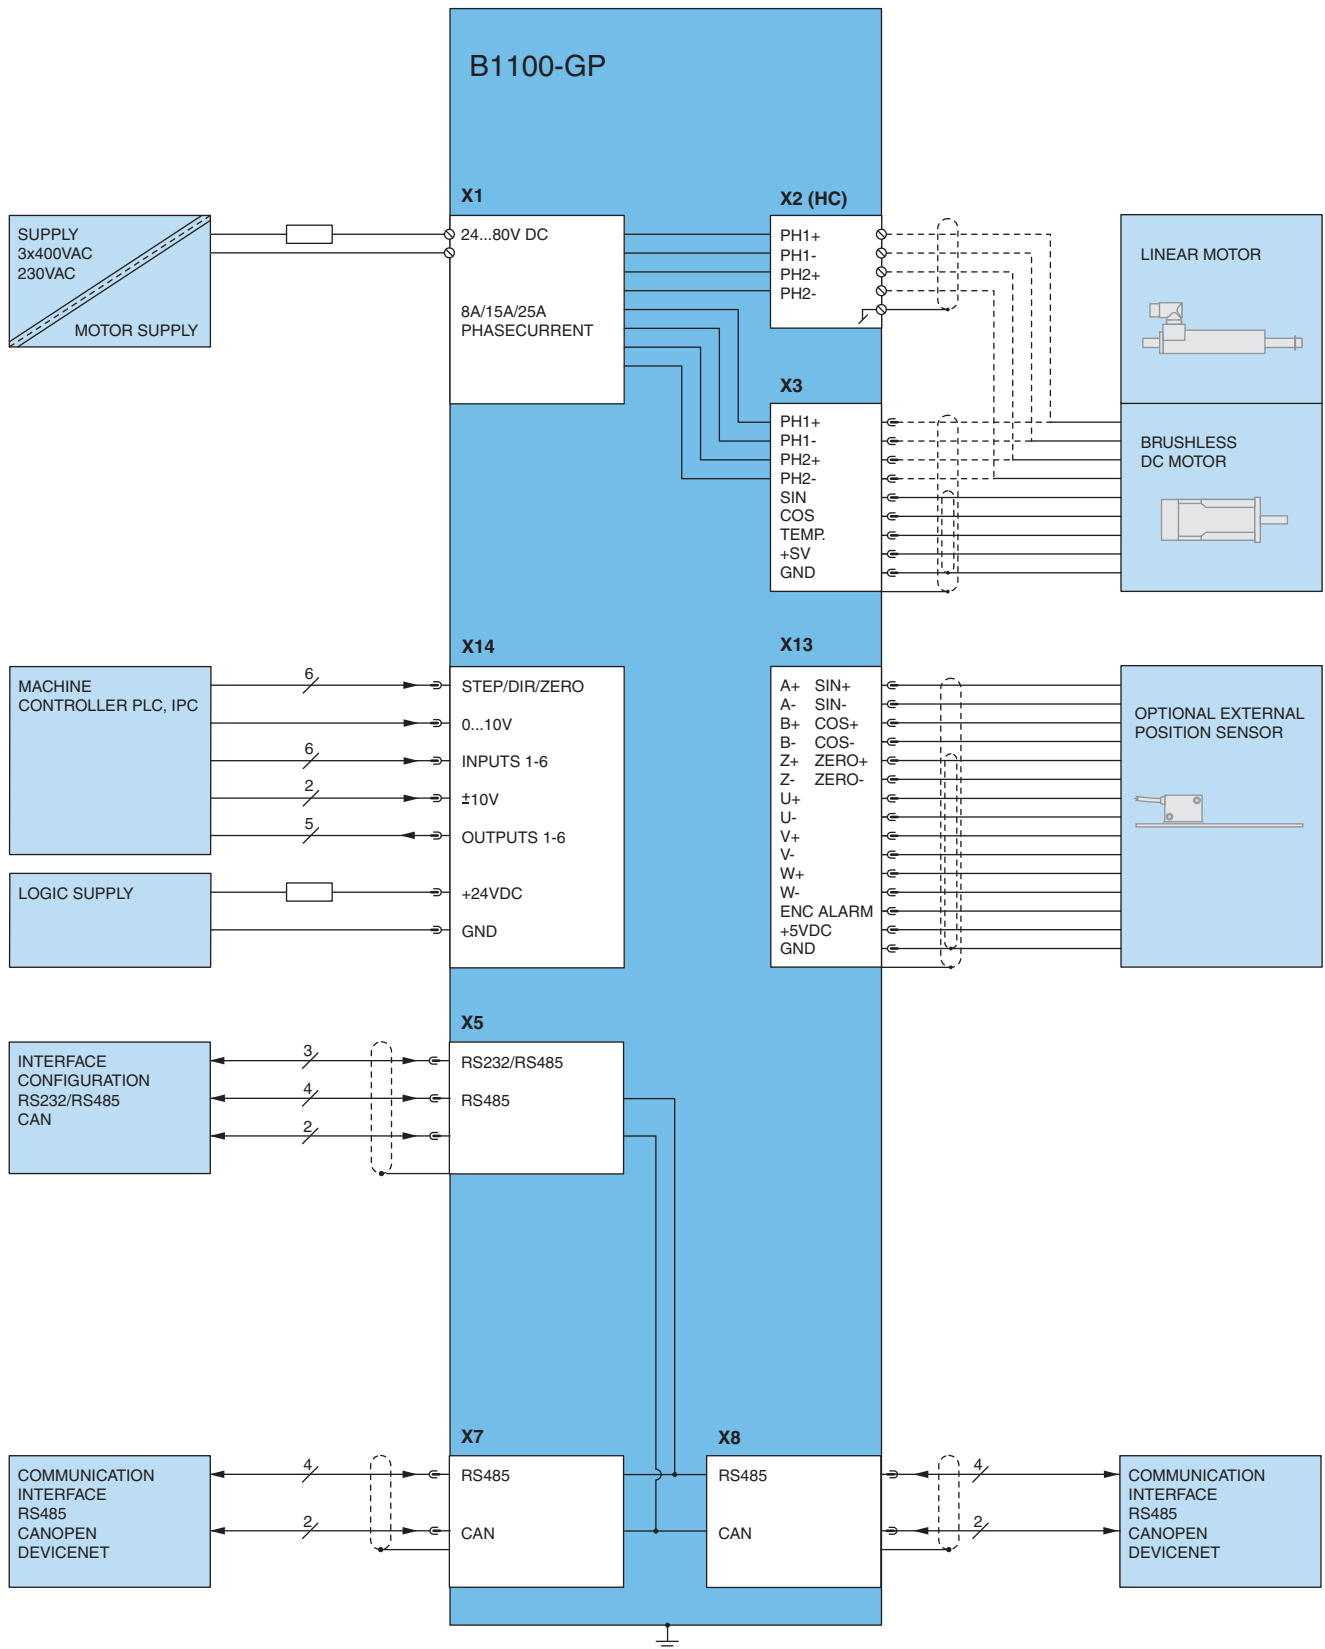 B1100-GP
X1
X2 (HC)
SUPPLY
3x400VAC
230VAC
MOTOR SUPPLY
24...80V DC
8A/15A/25A
PHASECURRENT
PH1+
PH1-
PH2+
PH2-
LINEAR MOTOR
X3
PH1+
PH1-
PH2+
PH2-
SIN
COS
TEMP.
+SV
GND
BRUSHLESS
DC MOTOR
X14
X13
MACHINE
CONTROLLER PLC, IPC
6
6
2
5
STEP/DIR/ZERO
0...10V
INPUTS 1-6
±10V
OUTPUTS 1-6
LOGIC SUPPLY
+24VDC
GND
A+ SIN+
A- SIN-
B+ COS+
B- COS-
Z+ ZERO+
Z- ZERO-
U+
U-
V+
V-
W+
W-
ENC ALARM
+5VDC
GND
OPTIONAL EXTERNAL
POSITION SENSOR
X5
INTERFACE
CONFIGURATION
RS232/RS485
CAN
3
4
2
RS232/RS485
RS485
X7
X8
COMMUNICATION
INTERFACE
RS485
CANOPEN
DEVICENET
4
2
RS485
CAN
RS485
CAN
4
2
COMMUNICATION
INTERFACE
RS485
CANOPEN
DEVICENET